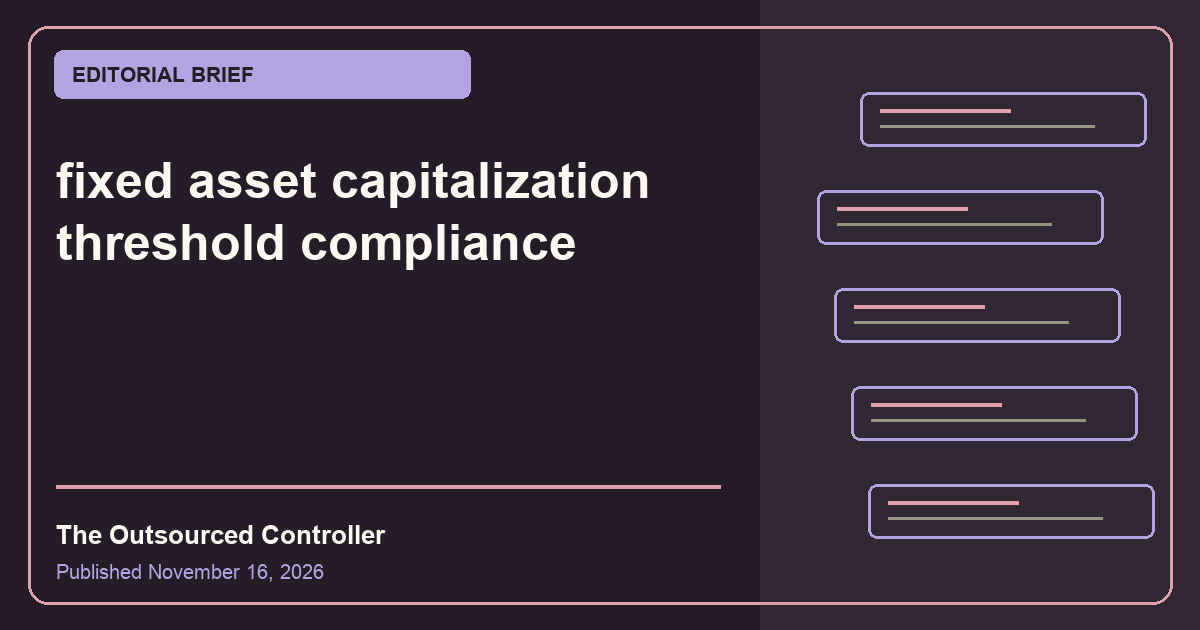 EDITORIAL BRIEF
fixed asset capitalization
threshold compliance
The Outsourced Controller
Published November 16, 2026